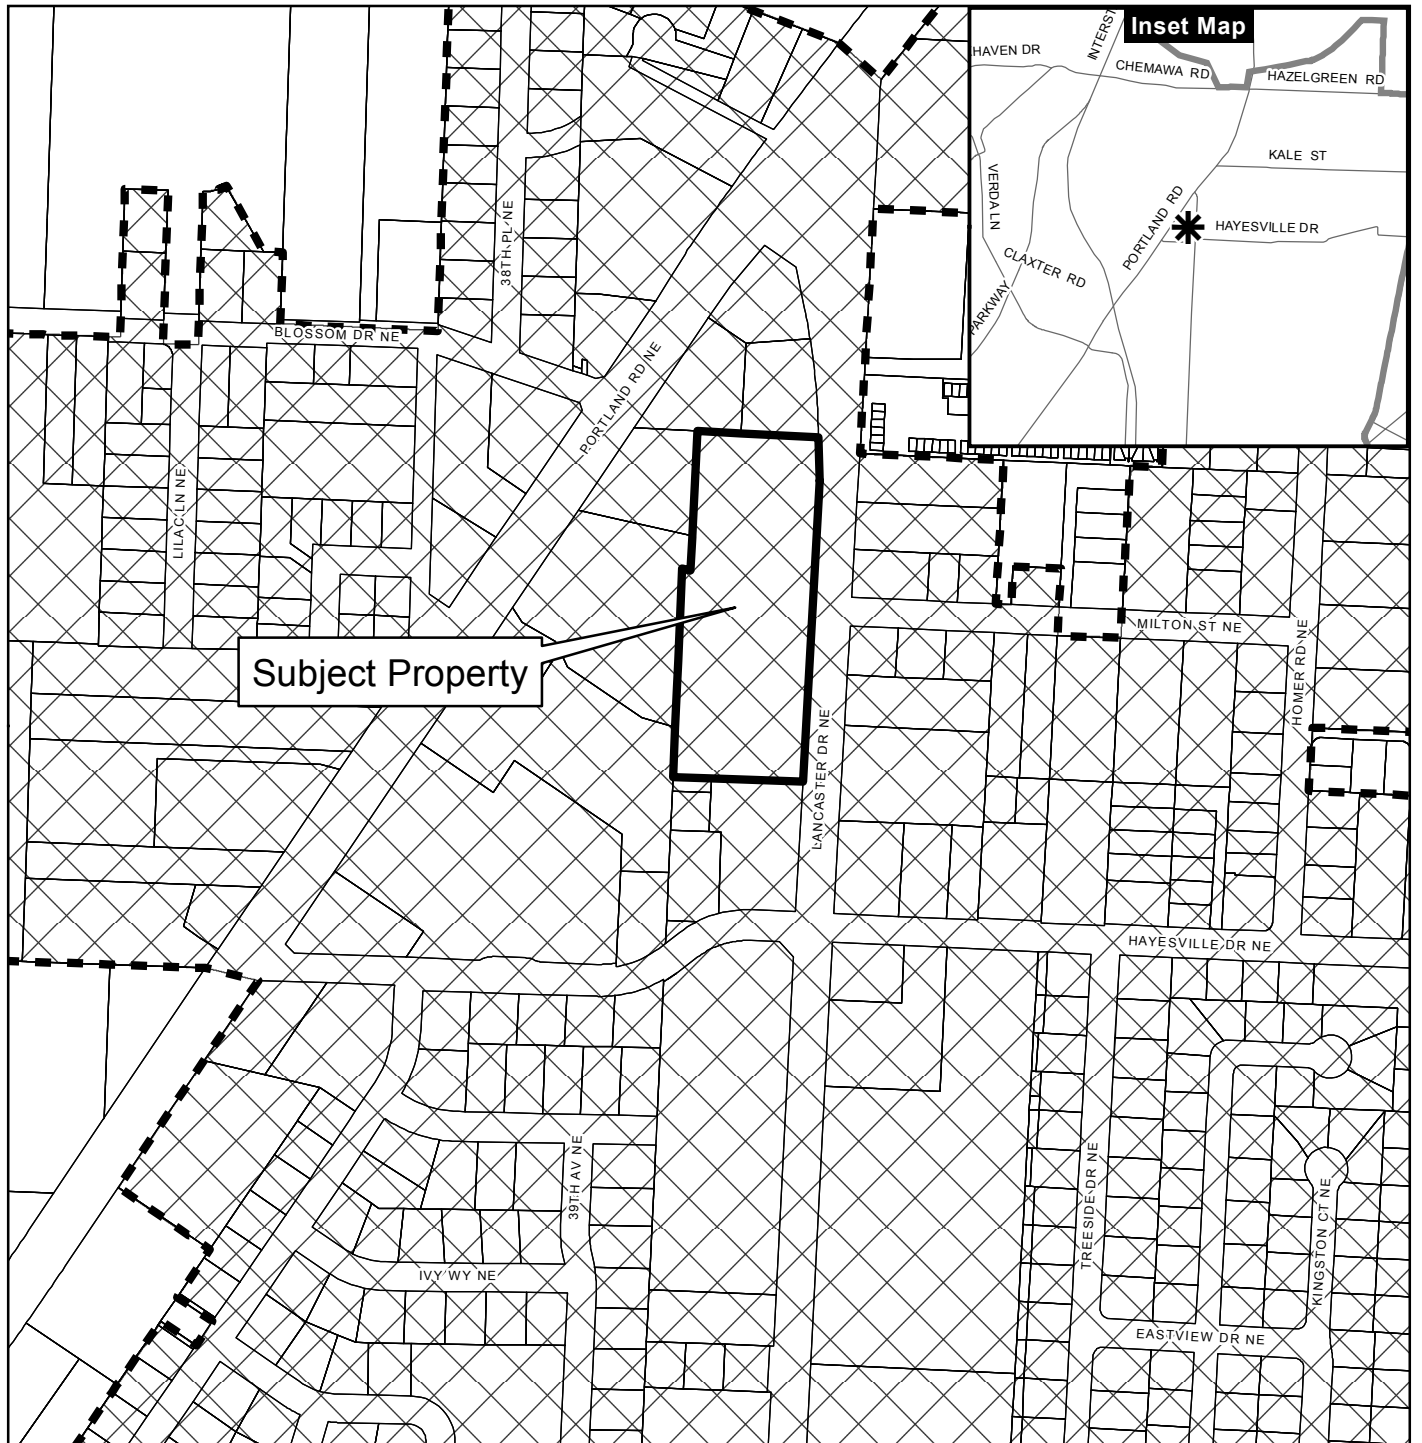 Inset Map
HAVEN DR
INTERST
CHEMAWA RD
HAZELGREEN RD
KALE ST
VERDA LN
PORTLAND RD
HAYESVILLE DR
CLAXTER RD
PARKWAY
38TH PL NE
BLOSSOM DR NE
PORTLAND RD NE
LILAC LN NE
MILTON ST NE
HOMER RD NE
Subject Property
LANCASTER DR NE
HAYESVILLE DR NE
39TH AV NE
TREESIDE DR NE
KINGSTON CT NE
IVY WY NE
EASTVIEW DR NE